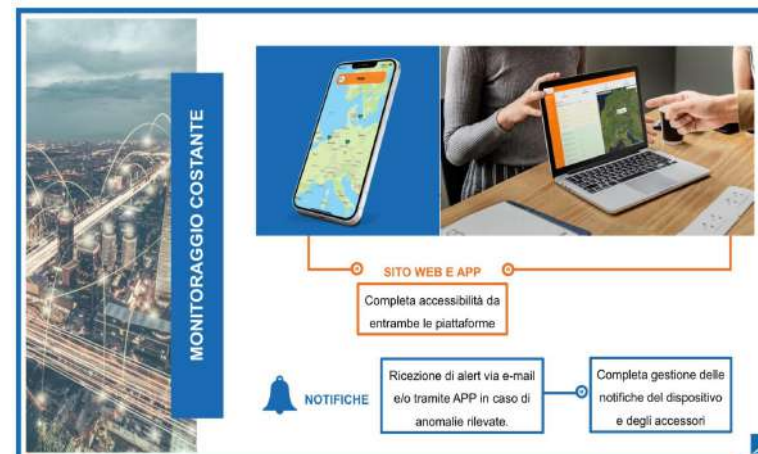 MONITORAGGIO COSTANTE
SITO WEB E APP
Completa accessibilità da
entrambe le piattaforme
NOTIFICHE
Ricezione di alert via e-mail
e/o tramite APP in caso di
anomalie rilevate.
Completa gestione delle
notifiche del dispositivo
e degli accessori